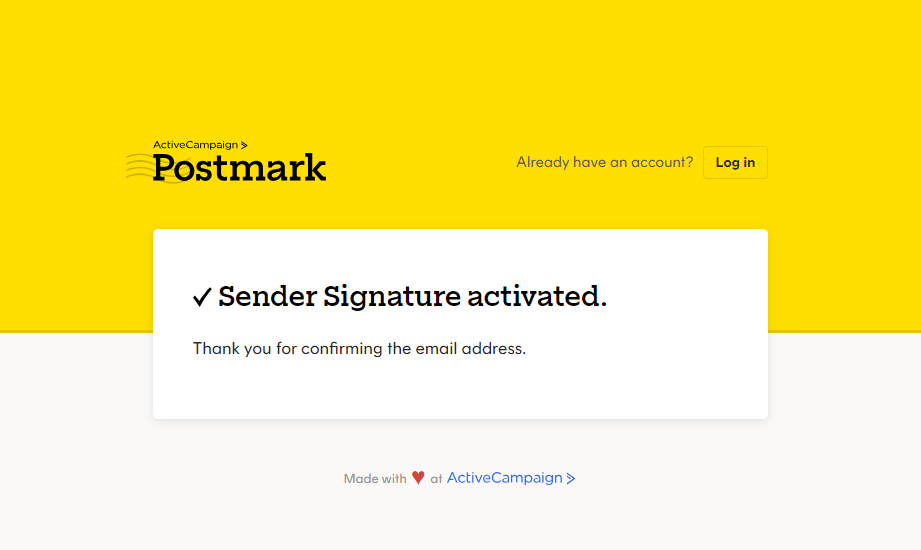 ActiveCampaign
Postmark
Already have an account? Log in
✓ Sender Signature activated.
Thank you for confirming the email address.
Made with ♥ at ActiveCampaign